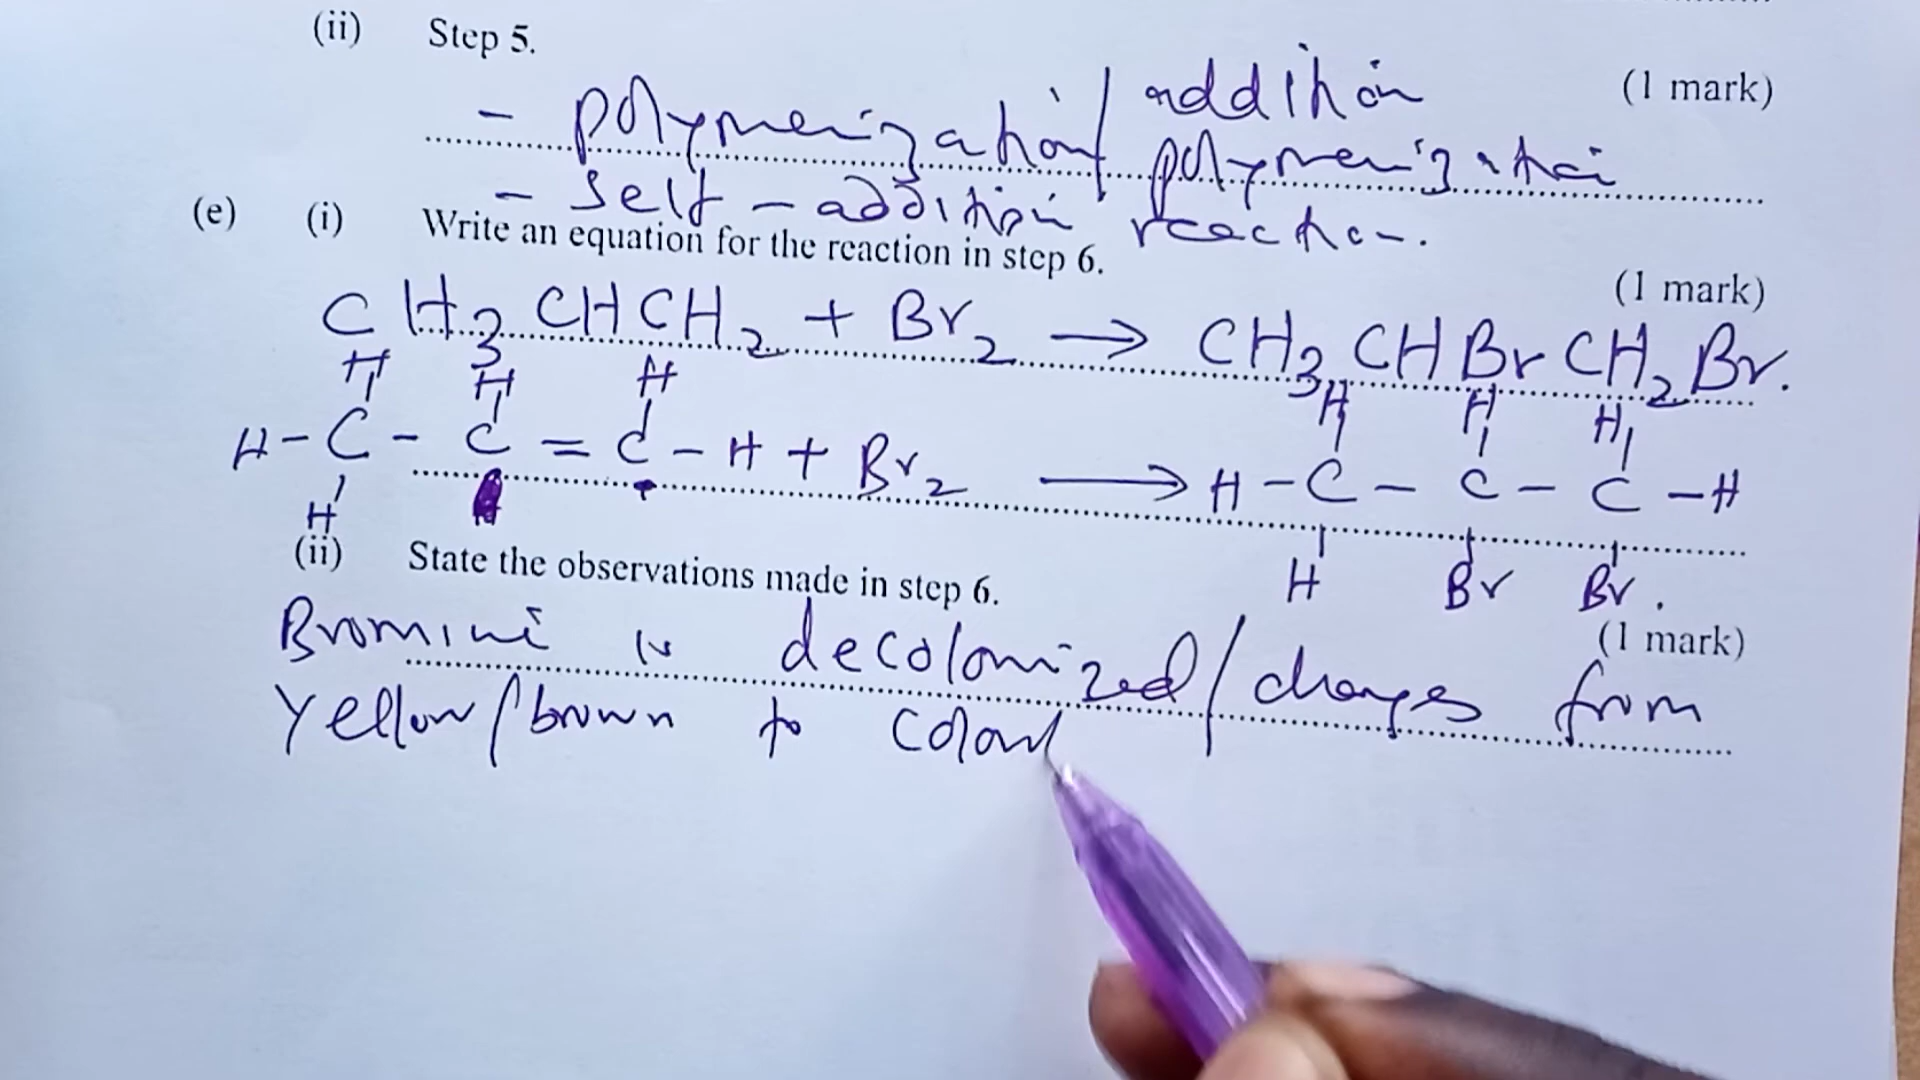 (ii) Step 5.
(1 mark)
- polymerization/ addition
polymerization
- self - addition reaction.
(e) (i) Write an equation for the reaction in step 6.
(1 mark)
CH3CHCH2 + Br2 → CH3CHBrCH2Br.
H H H H H H
H - C - C = C - H + Br2 → H - C - C - C - H
H H Br Br.
(ii) State the observations made in step 6.
(1 mark)
Bromine is decolorized/changes from
yellow/brown to colourl